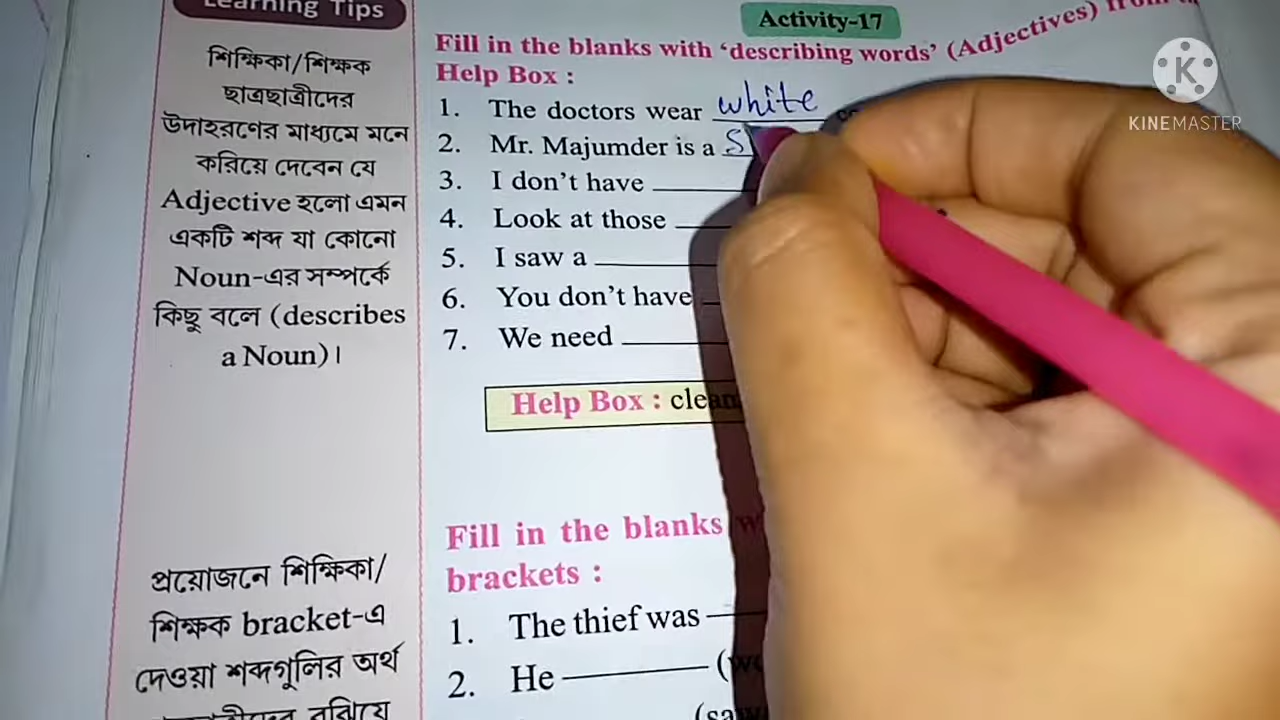 Learning Tips
শিক্ষিকা/শিক্ষক
ছাত্রছাত্রীদের
উদাহরণের মাধ্যমে মনে
করিয়ে দেবেন যে
Adjective হলো এমন
একটি শব্দ যা কোনো
Noun-এর সম্পর্কে
কিছু বলে (describes
a Noun)।
প্রয়োজনে শিক্ষিকা/
শিক্ষক bracket-এ
দেওয়া শব্দগুলির অর্থ
বুঝিয়ে
Activity-17
Fill in the blanks with ‘describing words’ (Adjectives) from
Help Box :
1. The doctors wear white
2. Mr. Majumder is a
3. I don’t have
4. Look at those
5. I saw a
6. You don’t have
7. We need
Help Box : clean
Fill in the blanks
brackets :
1. The thief was
2. He
(saw
K
KINEMASTER